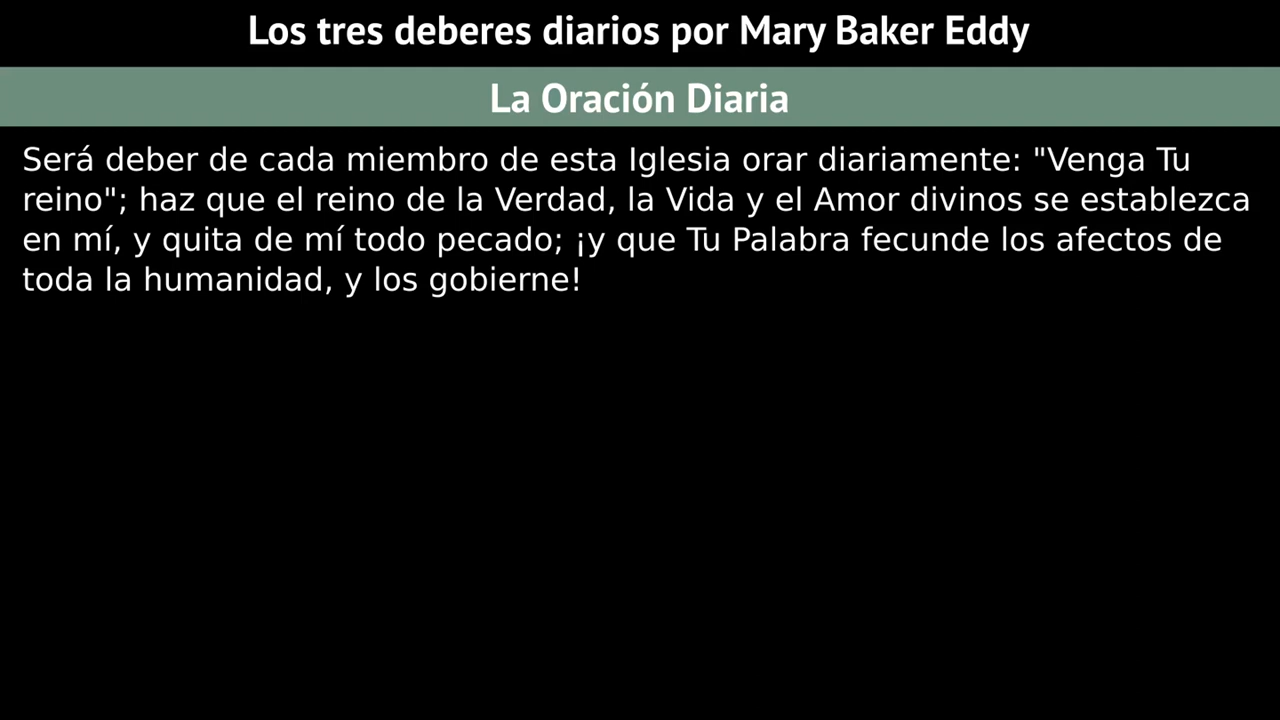 Los tres deberes diarios por Mary Baker Eddy
La Oración Diaria
Será deber de cada miembro de esta Iglesia orar diariamente: "Venga Tu
reino"; haz que el reino de la Verdad, la Vida y el Amor divinos se establezca
en mí, y quita de mí todo pecado; ¡y que Tu Palabra fecunde los afectos de
toda la humanidad, y los gobierne!